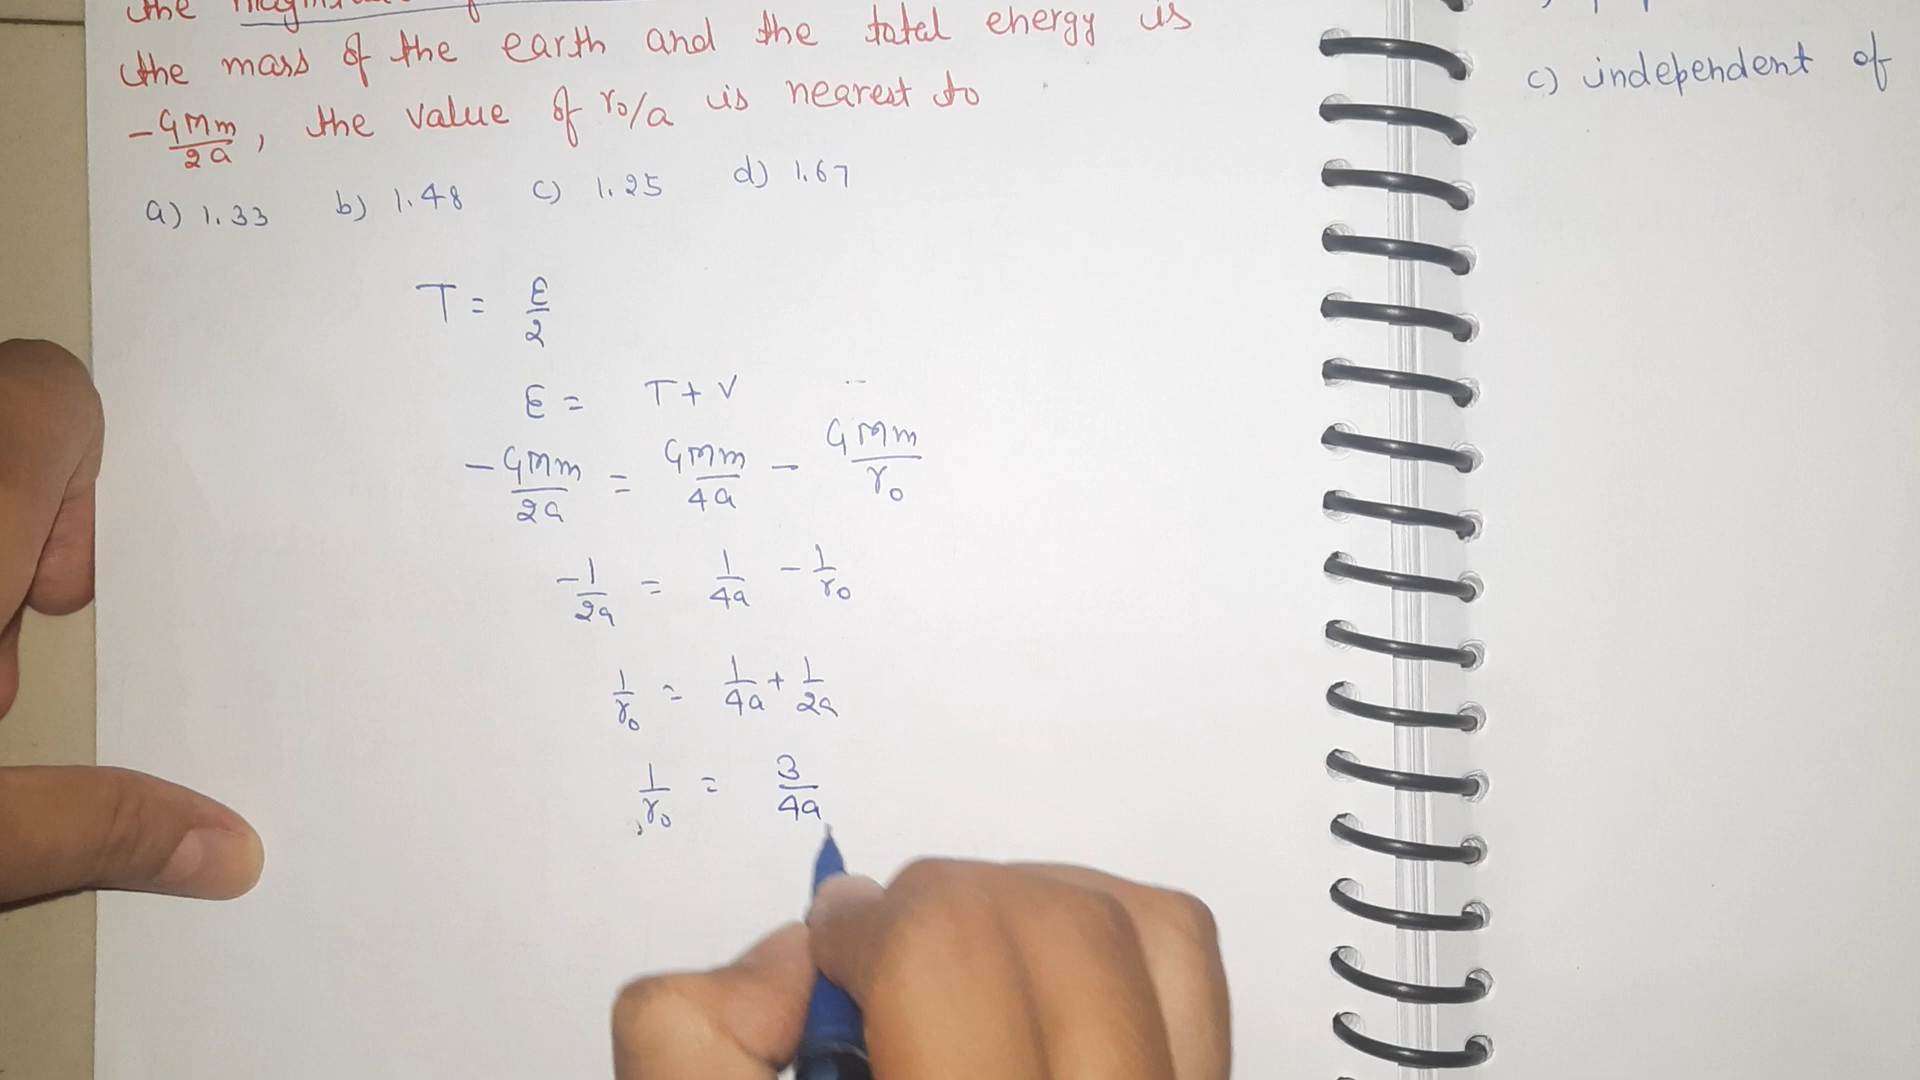 the
the mass of the earth and the total energy is
-GMm/2a, the value of r₀/a is nearest to
a) 1.33 b) 1.48 c) 1.25 d) 1.67
T = E/2
E = T + V
-GMm/2a = GMm/4a - GMm/r₀
-1/2a = 1/4a - 1/r₀
1/r₀ = 1/4a + 1/2a
1/r₀ = 3/4a
c) independent of